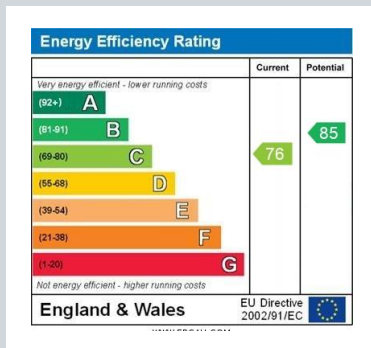 Energy Efficiency Rating
Current Potential
Very energy efficient - lower running costs
(92+) A
(81-91) B
85
(69-80) C
76
(55-68) D
(39-54) E
(21-38) F
(1-20) G
Not energy efficient - higher running costs
England & Wales
EU Directive
2002/91/EC